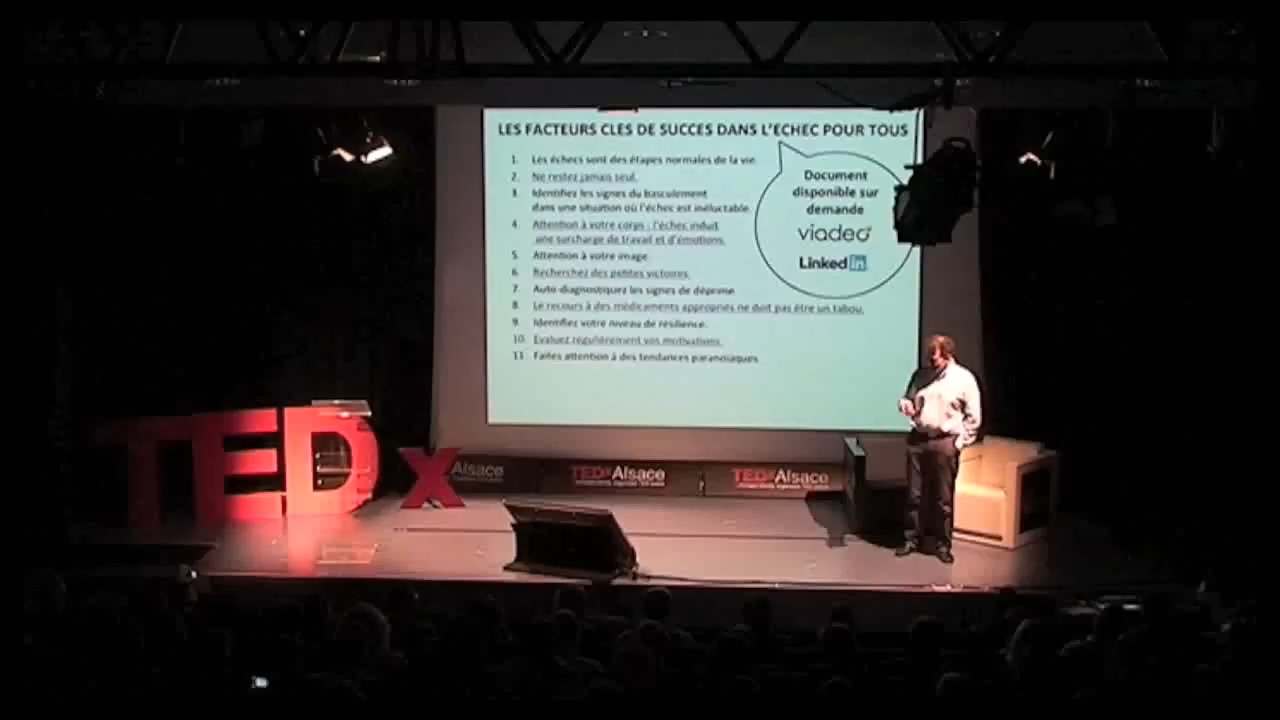 LES FACTEURS CLES DE SUCCES DANS L'ECHEC POUR TOUS
1. Les échecs sont des étapes normales de la vie.
2. Ne restez jamais seul.
3. Identifiez les signes du basculement
dans une situation où l'échec est inéluctable.
4. Attention à votre corps : l'échec induit
une surcharge de travail et d'émotions.
5. Attention à votre image.
6. Recherchez des petites victoires.
7. Auto-diagnostiquez les signes de déprime
8. Le recours à des médicaments appropriés ne doit pas être un tabou.
9. Identifiez votre niveau de résilience.
10. Evaluez régulièrement vos motivations.
11. Faites attention à des tendances paranoïaques
Document
disponible sur
demande
viadeo
Linked in
TEDx
Alsace
TEDxAlsace
TEDxAlsace